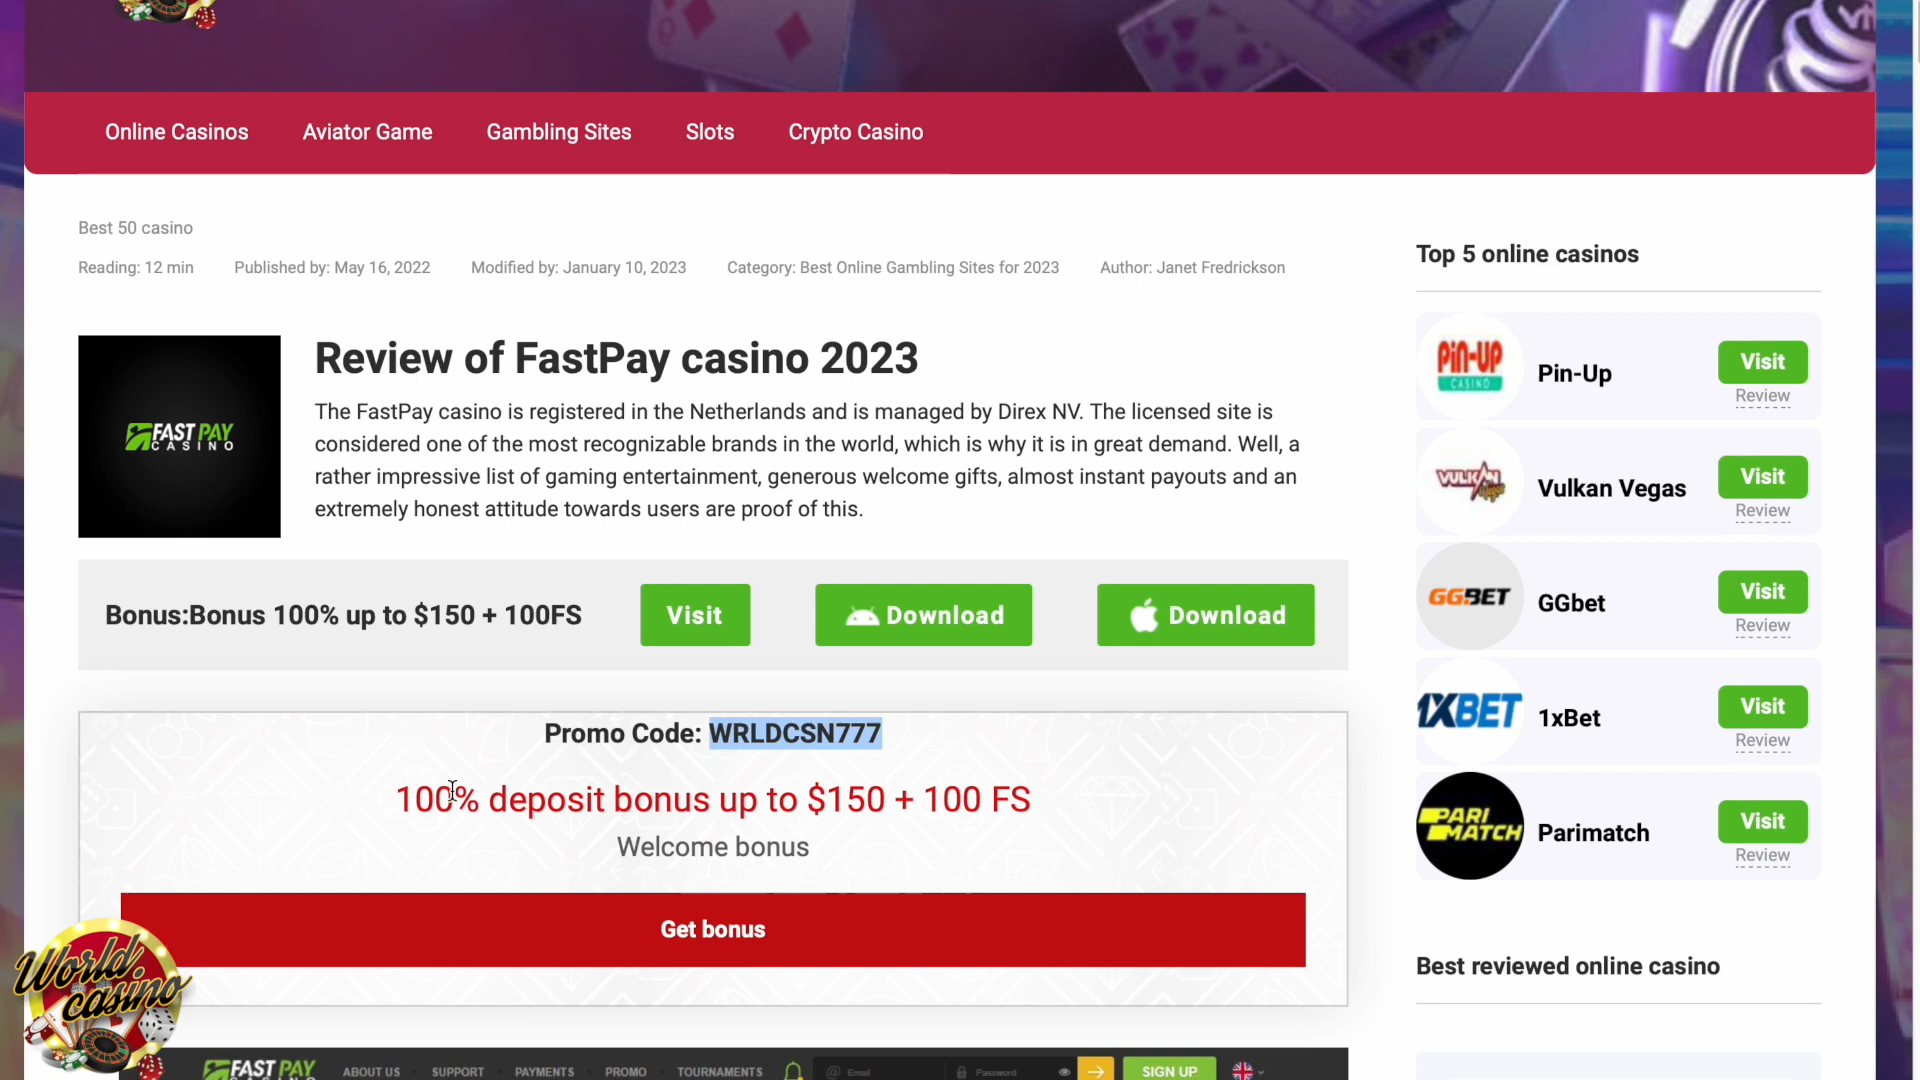 Online Casinos Aviator Game Gambling Sites Slots Crypto Casino
Best 50 casino
Reading: 12 min Published by: May 16, 2022 Modified by: January 10, 2023 Category: Best Online Gambling Sites for 2023 Author: Janet Fredrickson
FAST PAY
CASINO
Review of FastPay casino 2023
The FastPay casino is registered in the Netherlands and is managed by Direx NV. The licensed site is
considered one of the most recognizable brands in the world, which is why it is in great demand. Well, a
rather impressive list of gaming entertainment, generous welcome gifts, almost instant payouts and an
extremely honest attitude towards users are proof of this.
Bonus:Bonus 100% up to $150 + 100FS Visit Download Download
Promo Code: WRLDCSN777
100% deposit bonus up to $150 + 100 FS
Welcome bonus
Get bonus
World
casino
FAST PAY ABOUT US SUPPORT PAYMENTS PROMO TOURNAMENTS @ Email Password SIGN UP
Top 5 online casinos
PiN-UP
CASINO
Pin-Up
Visit
Review
VULKAN
Vegas
Vulkan Vegas
Visit
Review
GG.BET
GGbet
Visit
Review
1XBET
1xBet
Visit
Review
PARI
MATCH
Parimatch
Visit
Review
Best reviewed online casino